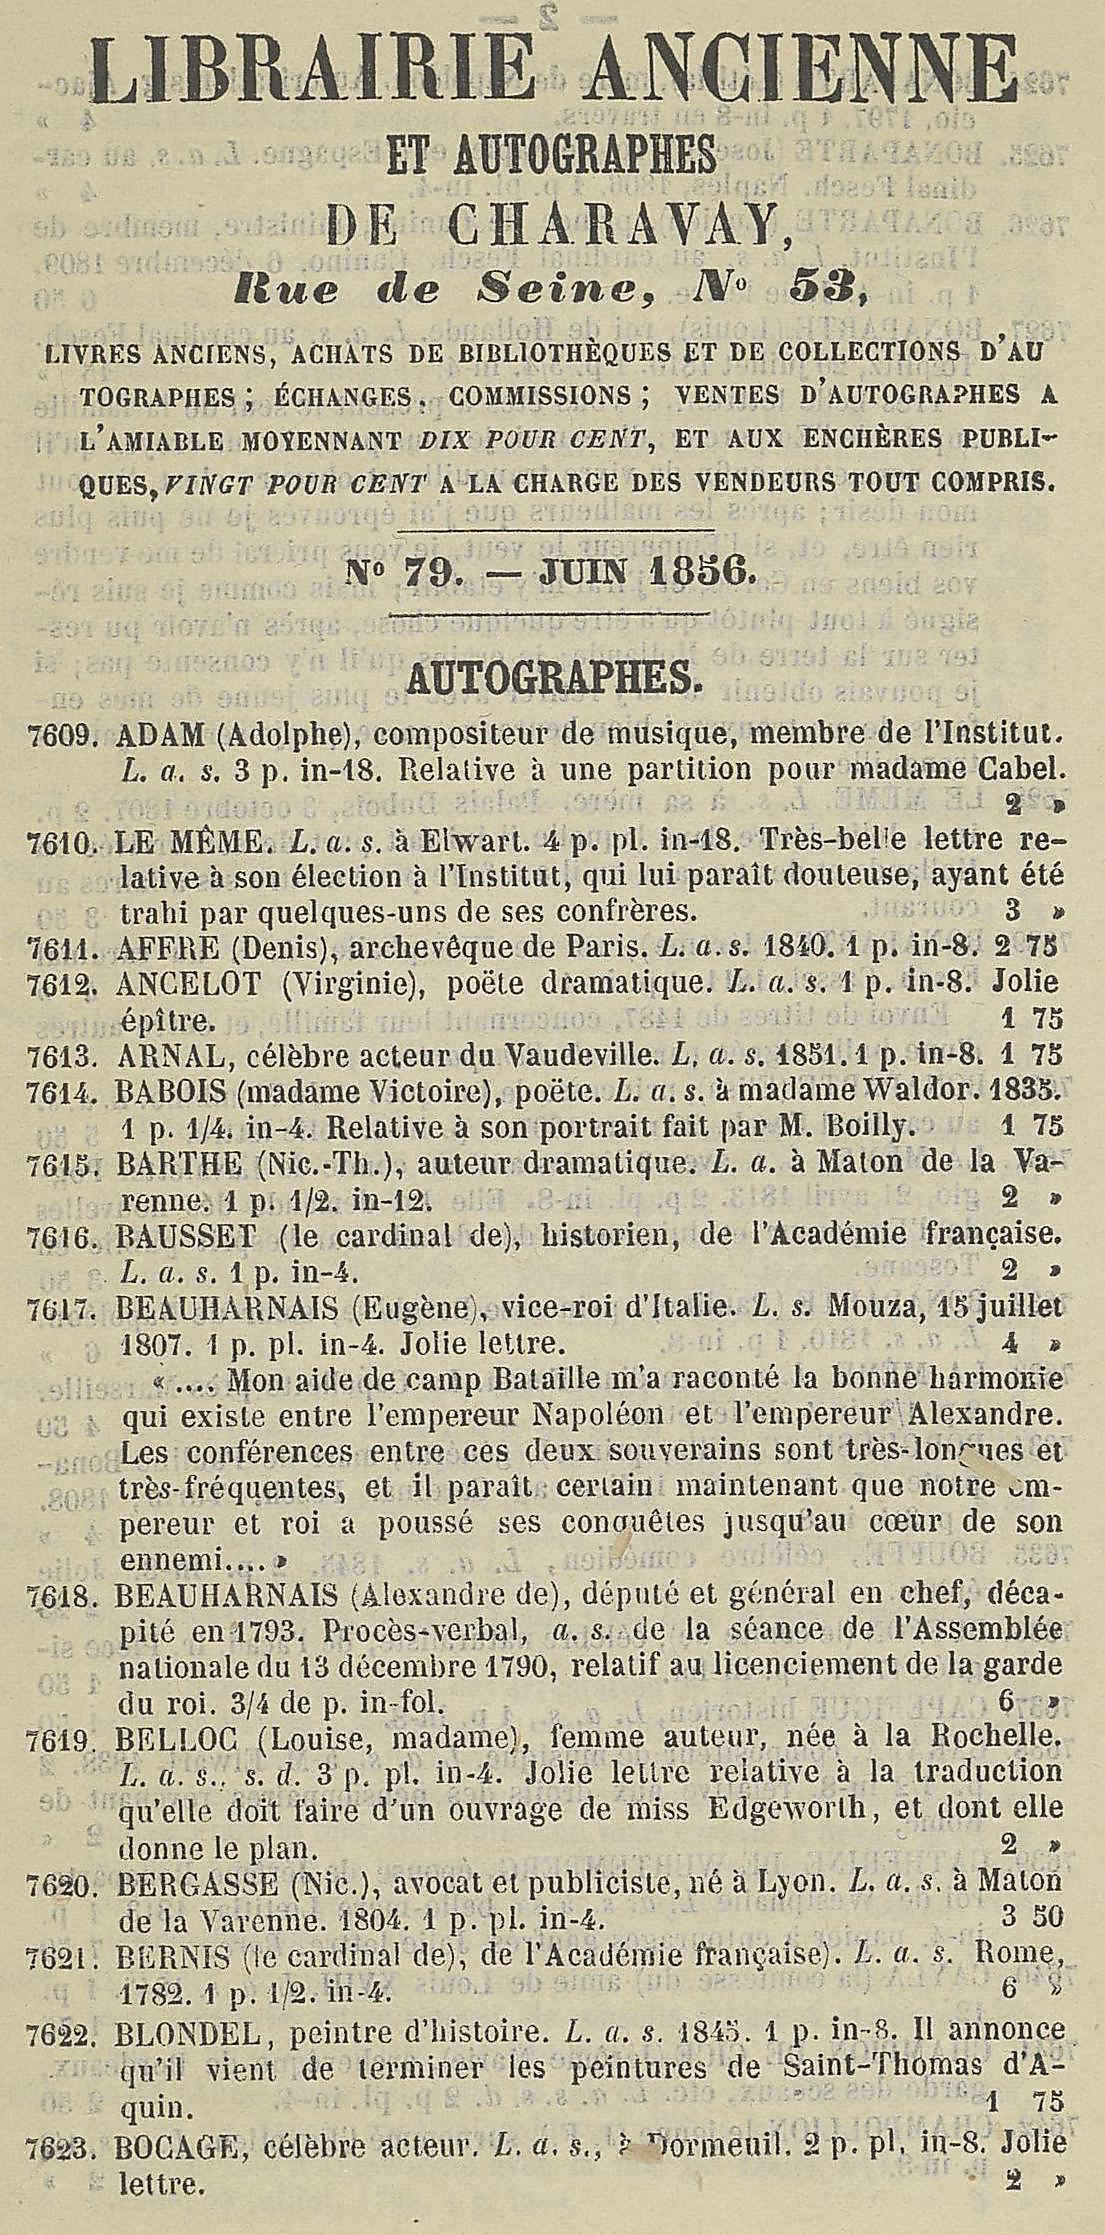 LIBRAIRIE ANCIENNE
ET AUTOGRAPHES
DE CHARAVAY,
Rue de Seine, No 53,
LIVRES ANCIENS, ACHATS DE BIBLIOTHÈQUES ET DE COLLECTIONS D'AU
TOGRAPHES; ÉCHANGES, COMMISSIONS; VENTES D'AUTOGRAPHES A
L'AMIABLE MOYENNANT DIX POUR CENT, ET AUX ENCHÈRES PUBLI-
QUES, VINGT POUR CENT A LA CHARGE DES VENDEURS TOUT COMPRIS.
No 79. — JUIN 1856.
AUTOGRAPHES.
7609. ADAM (Adolphe), compositeur de musique, membre de l'Institut.
L. a. s. 3 p. in-18. Relative à une partition pour madame Cabel.
2 »
7610. LE MÊME. L. a. s. à Elwart. 4 p. pl. in-18. Très-belle lettre re-
lative à son élection à l'Institut, qui lui paraît douteuse, ayant été
trahi par quelques-uns de ses confrères. 3 »
7611. AFFRE (Denis), archevêque de Paris. L. a. s. 1840. 1 p. in-8. 2 75
7612. ANCELOT (Virginie), poëte dramatique. L. a. s. 1 p. in-8. Jolie
épître. 1 75
7613. ARNAL, célèbre acteur du Vaudeville. L. a. s. 1851. 1 p. in-8. 1 75
7614. BABOIS (madame Victoire), poëte. L. a. s. à madame Waldor. 1835.
1 p. 1/4. in-4. Relative à son portrait fait par M. Boilly. 1 75
7615. BARTHE (Nic.-Th.), auteur dramatique. L. a. à Maton de la Va-
renne. 1 p. 1/2. in-12. 2 »
7616. BAUSSET (le cardinal de), historien, de l'Académie française.
L. a. s. 1 p. in-4. 2 »
7617. BEAUHARNAIS (Eugène), vice-roi d'Italie. L. s. Mouza, 15 juillet
1807. 1 p. pl. in-4. Jolie lettre. 4 »
« .... Mon aide de camp Bataille m'a raconté la bonne harmonie
qui existe entre l'empereur Napoléon et l'empereur Alexandre.
Les conférences entre ces deux souverains sont très-longues et
très-fréquentes, et il paraît certain maintenant que notre em-
pereur et roi a poussé ses conquêtes jusqu'au cœur de son
ennemi.... »
7618. BEAUHARNAIS (Alexandre de), député et général en chef, déca-
pité en 1793. Procès-verbal, a. s. de la séance de l'Assemblée
nationale du 13 décembre 1790, relatif au licenciement de la garde
du roi. 3/4 de p. in-fol. 6 »
7619. BELLOC (Louise, madame), femme auteur, née à la Rochelle.
L. a. s., s. d. 3 p. pl. in-4. Jolie lettre relative à la traduction
qu'elle doit faire d'un ouvrage de miss Edgeworth, et dont elle
donne le plan. 2 »
7620. BERGASSE (Nic.), avocat et publiciste, né à Lyon. L. a. s. à Maton
de la Varenne. 1804. 1 p. pl. in-4. 3 50
7621. BERNIS (le cardinal de), de l'Académie française). L. a. s. Rome,
1782. 1 p. 1/2. in-4. 6 »
7622. BLONDEL, peintre d'histoire. L. a. s. 1845. 1 p. in-8. Il annonce
qu'il vient de terminer les peintures de Saint-Thomas d'A-
quin. 1 75
7623. BOCAGE, célèbre acteur. L. a. s., à Dormeuil. 2 p. pl. in-8. Jolie
lettre. 2 »